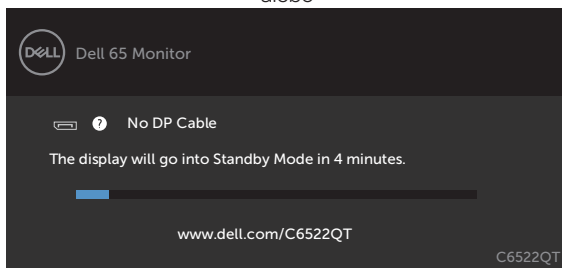 alebo
DELL
Dell 65 Monitor
? No DP Cable
The display will go into Standby Mode in 4 minutes.
www.dell.com/C6522QT
C6522QT